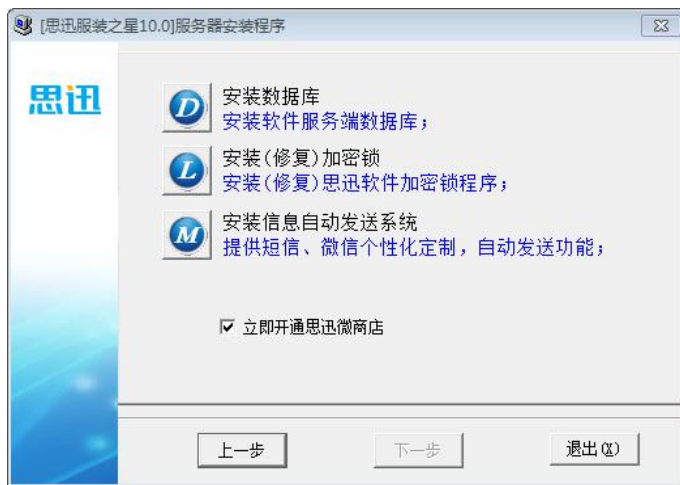 [思迅服装之星10.0]服务器安装程序
思迅
D
安装数据库
安装软件服务端数据库；
L
安装(修复)加密锁
安装(修复)思迅软件加密锁程序；
M
安装信息自动发送系统
提供短信、微信个性化定制，自动发送功能；
立即开通思迅微商店
上一步
下一步
退出(X)